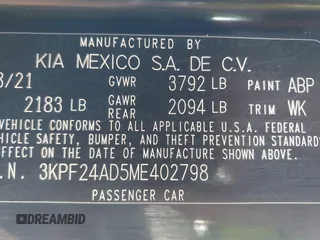 MANUFACTURED BY
KIA MEXICO S.A. DE C.V.
3/21 GVWR 3792 LB PAINT ABP
2183 LB GAWR REAR 2094 LB TRIM WK
VEHICLE CONFORMS TO ALL APPLICABLE U.S.A. FEDERAL
VEHICLE SAFETY, BUMPER, AND THEFT PREVENTION STANDARDS
EFFECT ON THE DATE OF MANUFACTURE SHOWN ABOVE.
.N. 3KPF24AD5ME402798
PASSENGER CAR
DREAMBID